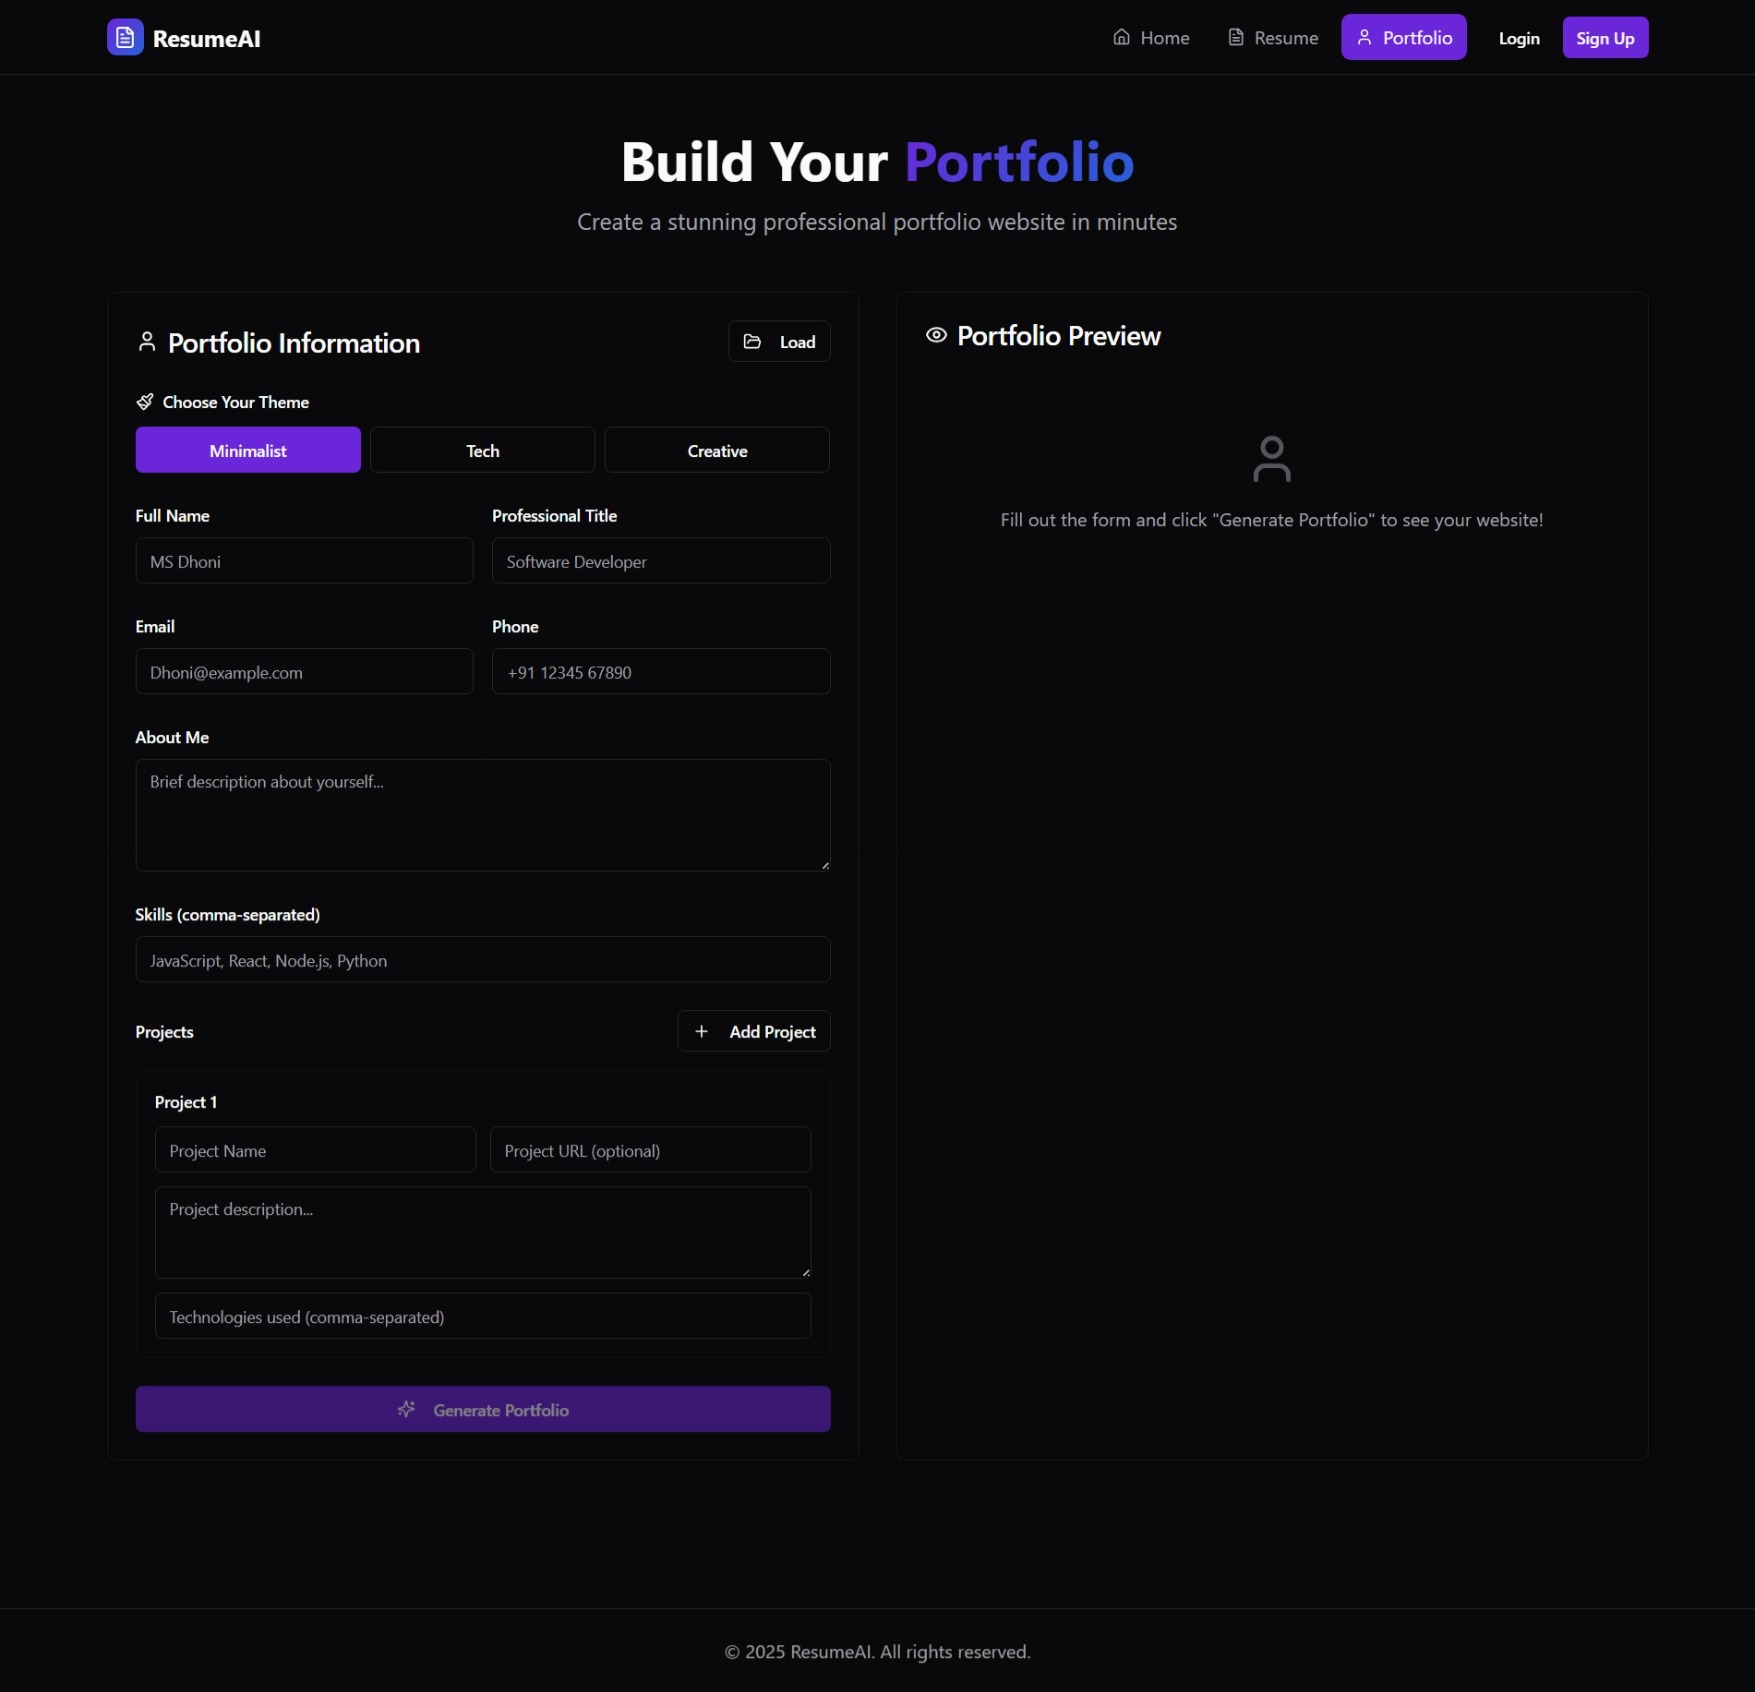 ResumeAI
Home
Resume
Portfolio
Login
Sign Up
Build Your Portfolio
Create a stunning professional portfolio website in minutes
Portfolio Information
Load
Choose Your Theme
Minimalist
Tech
Creative
Full Name
Professional Title
MS Dhoni
Software Developer
Email
Phone
Dhoni@example.com
+91 12345 67890
About Me
Brief description about yourself...
Skills (comma-separated)
JavaScript, React, Node.js, Python
Projects
Add Project
Project 1
Project Name
Project URL (optional)
Project description...
Technologies used (comma-separated)
Generate Portfolio
Portfolio Preview
Fill out the form and click "Generate Portfolio" to see your website!
© 2025 ResumeAI. All rights reserved.